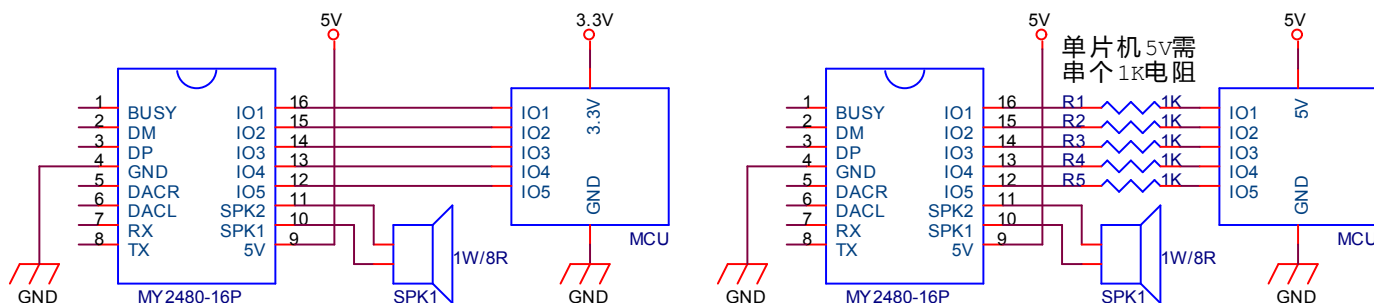 5V
3.3V
1 BUSY IO1 16
2 DM IO2 15
3 DP IO3 14
4 GND IO4 13
5 DACR IO5 12
6 DACL SPK2 11
7 RX SPK1 10
8 TX 5V 9
MY2480-16P
GND
1W/8R
SPK1
3.3V
IO1
IO2
IO3
IO4
IO5
GND
MCU
GND
5V
单片机5V需
串个1K电阻
5V
1 BUSY IO1 16
2 DM IO2 15
3 DP IO3 14
4 GND IO4 13
5 DACR IO5 12
6 DACL SPK2 11
7 RX SPK1 10
8 TX 5V 9
MY2480-16P
GND
R1 1K
R2 1K
R3 1K
R4 1K
R5 1K
1W/8R
SPK1
5V
IO1
IO2
IO3
IO4
IO5
GND
MCU
GND